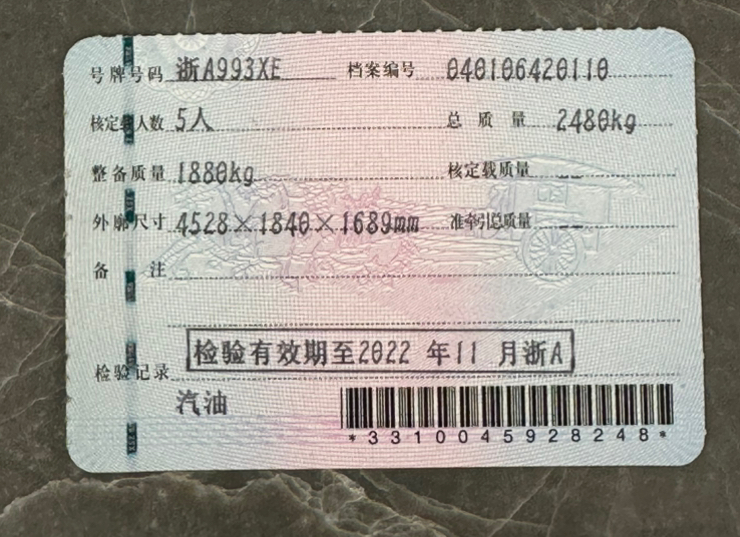 号牌号码 浙A993XE 档案编号 040106420110
核定载人数 5人 总质量 2480kg
整备质量 1880kg 核定载质量 --
外廓尺寸 4528×1840×1689mm 准牵引总质量 --
备注
检验有效期至2022年11月浙A
检验记录
汽油
*3310045928248*